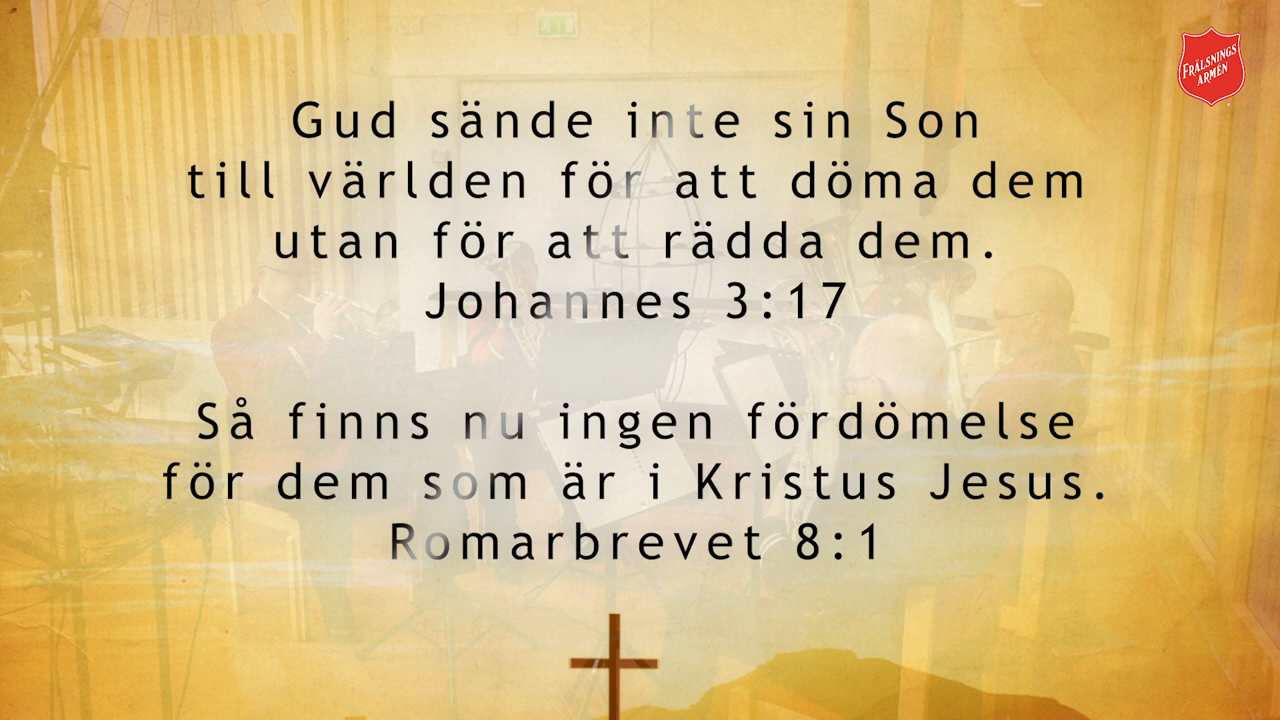 FRÄLSNINGS
ARMÉN
Gud sände inte sin Son
till världen för att döma dem
utan för att rädda dem.
Johannes 3:17
Så finns nu ingen fördömelse
för dem som är i Kristus Jesus.
Romarbrevet 8:1